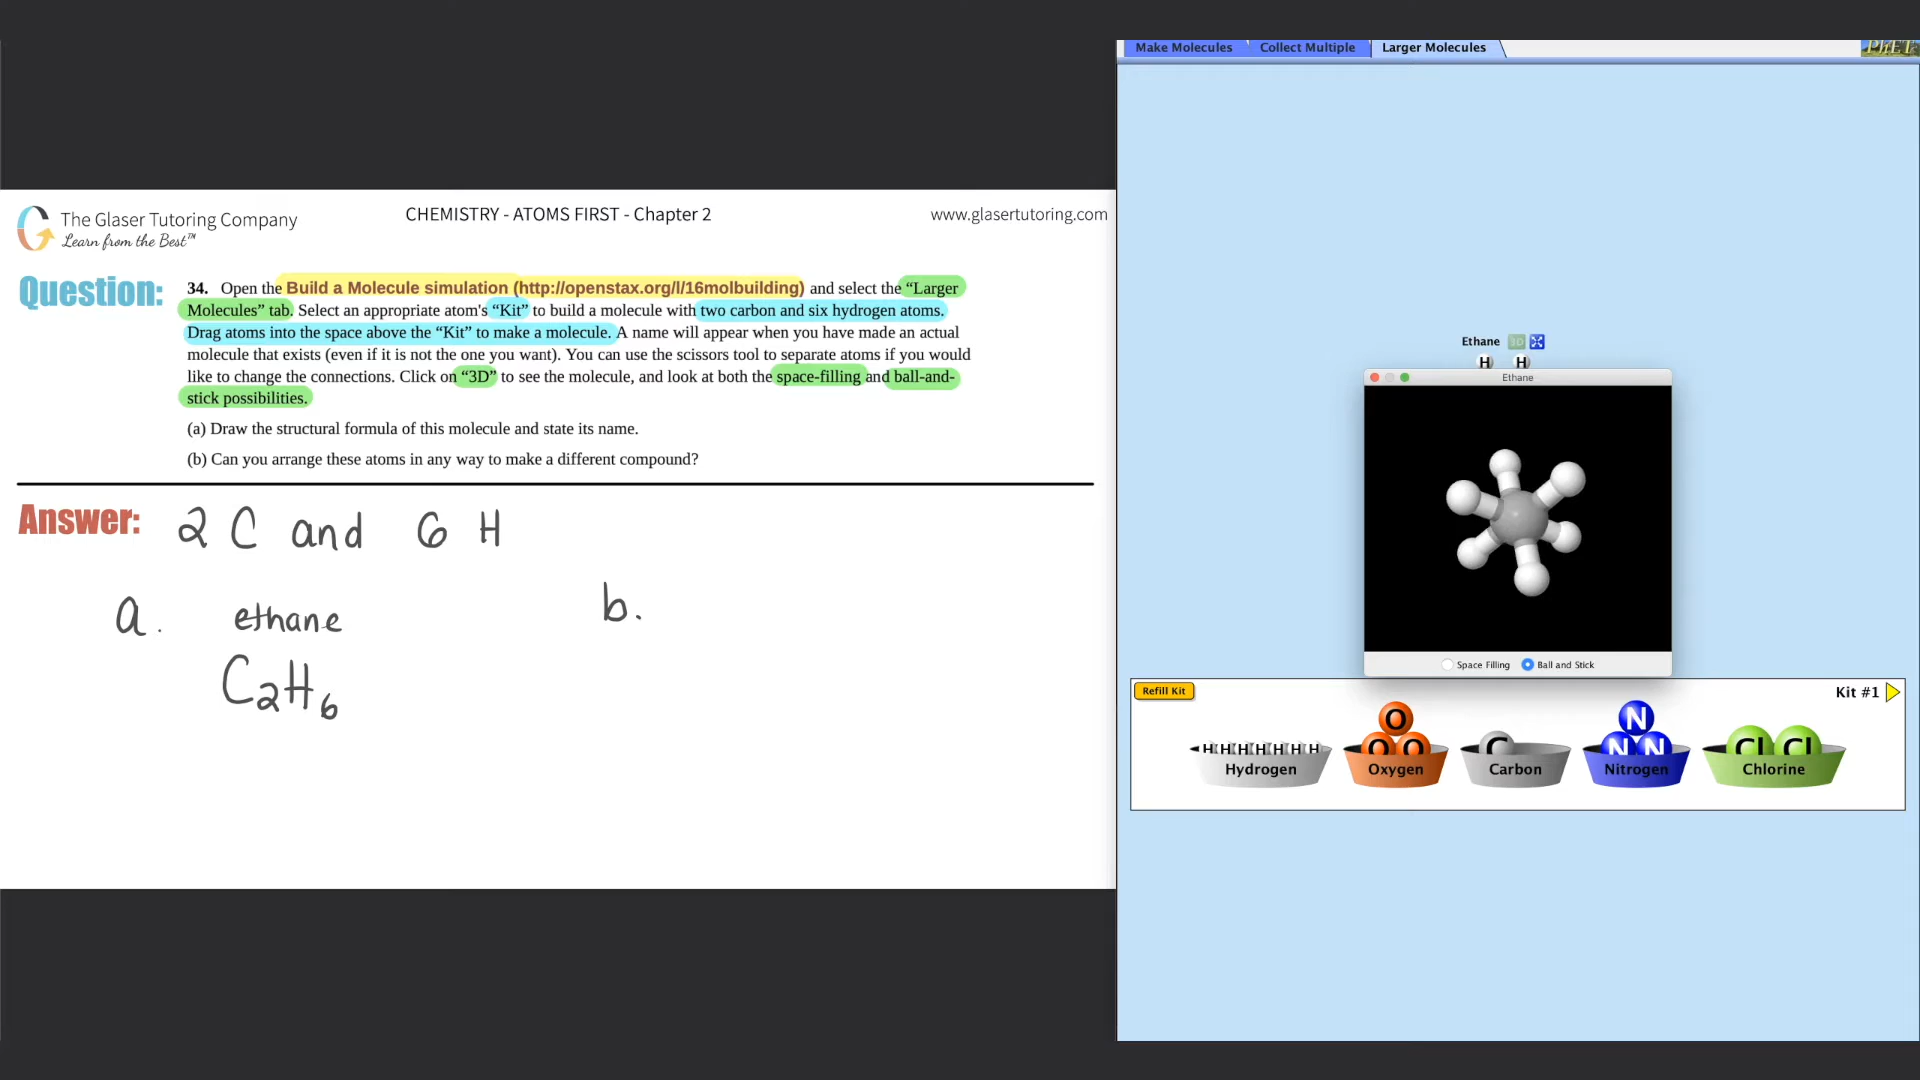 Make Molecules
Collect Multiple
Larger Molecules
PhET
The Glaser Tutoring Company
Learn from the Best™
CHEMISTRY - ATOMS FIRST - Chapter 2
www.glasertutoring.com
Question:
34. Open the Build a Molecule simulation (http://openstax.org/l/16molbuilding) and select the “Larger
Molecules” tab. Select an appropriate atom's “Kit” to build a molecule with two carbon and six hydrogen atoms.
Drag atoms into the space above the “Kit” to make a molecule. A name will appear when you have made an actual
molecule that exists (even if it is not the one you want). You can use the scissors tool to separate atoms if you would
like to change the connections. Click on “3D” to see the molecule, and look at both the space-filling and ball-and-
stick possibilities.
(a) Draw the structural formula of this molecule and state its name.
(b) Can you arrange these atoms in any way to make a different compound?
Answer:
2 C and 6 H
a.
ethane
C₂H₆
b.
Ethane 3D
H H
Ethane
Space Filling
Ball and Stick
Refill Kit
Kit #1
H H H H H H H
Hydrogen
O
O O
Oxygen
C
Carbon
N
N N
Nitrogen
Cl Cl
Chlorine